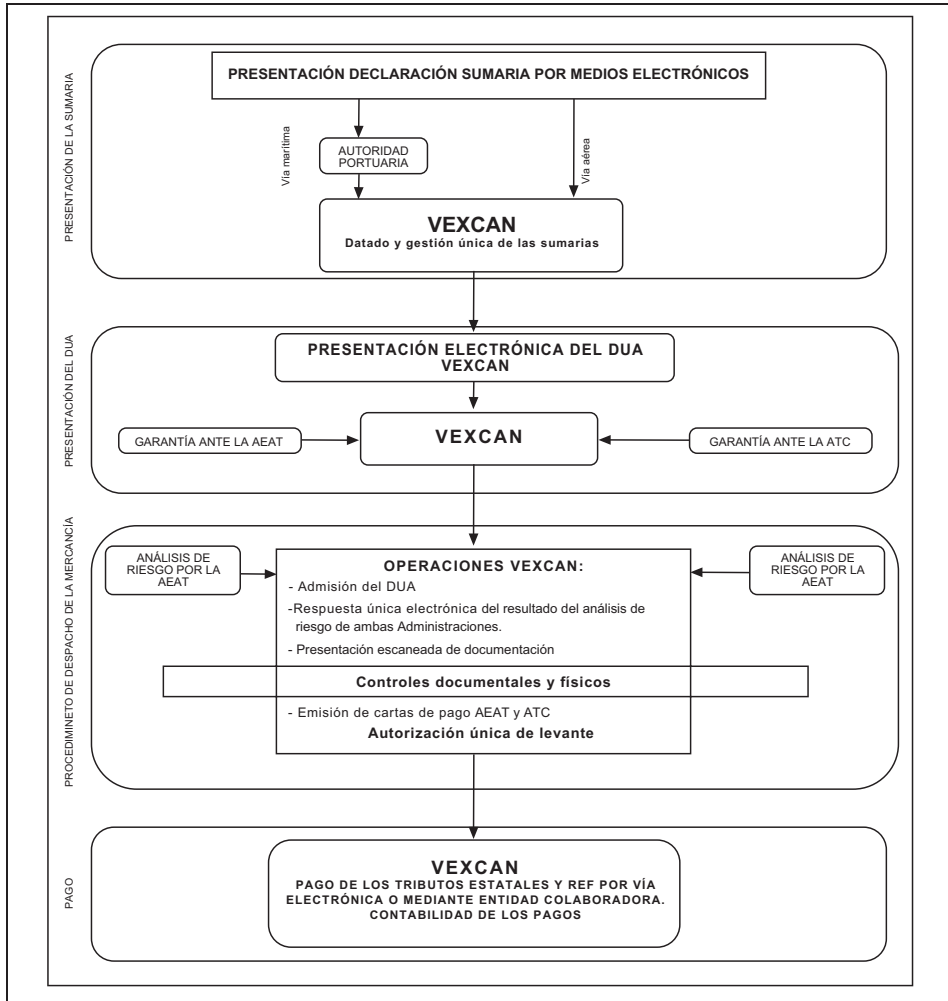 PRESENTACIÓN DE LA SUMARIA
PRESENTACIÓN DECLARACIÓN SUMARIA POR MEDIOS ELECTRÓNICOS
Vía marítima
AUTORIDAD
PORTUARIA
Vía aérea
VEXCAN
Datado y gestión única de las sumarias
PRESENTACIÓN DEL DUA
PRESENTACIÓN ELECTRÓNICA DEL DUA
VEXCAN
GARANTÍA ANTE LA AEAT
VEXCAN
GARANTÍA ANTE LA ATC
PROCEDIMINETO DE DESPACHO DE LA MERCANCÍA
ANÁLISIS DE
RIESGO POR LA
AEAT
OPERACIONES VEXCAN:
- Admisión del DUA
-Respuesta única electrónica del resultado del análisis de
riesgo de ambas Administraciones.
- Presentación escaneada de documentación
ANÁLISIS DE
RIESGO POR LA
AEAT
Controles documentales y físicos
- Emisión de cartas de pago AEAT y ATC
Autorización única de levante
PAGO
VEXCAN
PAGO DE LOS TRIBUTOS ESTATALES Y REF POR VÍA
ELECTRÓNICA O MEDIANTE ENTIDAD COLABORADORA.
CONTABILIDAD DE LOS PAGOS